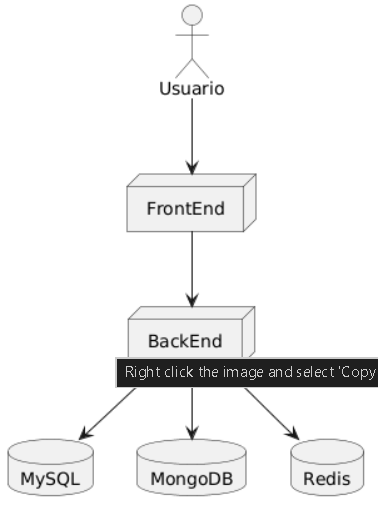 Usuario
FrontEnd
BackEnd
Right click the image and select 'Copy
MySQL
MongoDB
Redis